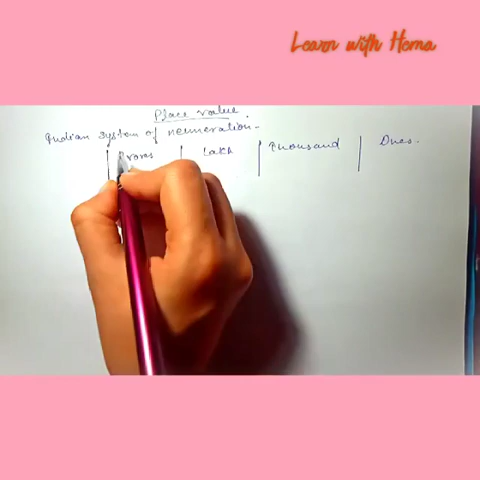 Learn with Hema
Place value.
Indian system of numeration-
Crores | Lakh | Thousand | Ones.